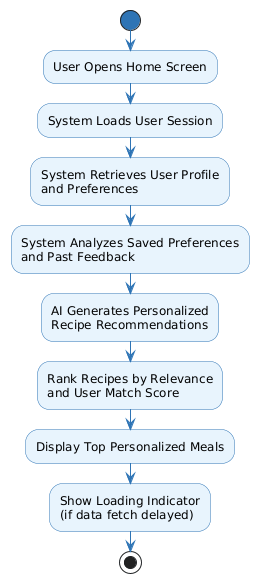 User Opens Home Screen
System Loads User Session
System Retrieves User Profile
and Preferences
System Analyzes Saved Preferences
and Past Feedback
AI Generates Personalized
Recipe Recommendations
Rank Recipes by Relevance
and User Match Score
Display Top Personalized Meals
Show Loading Indicator
(if data fetch delayed)